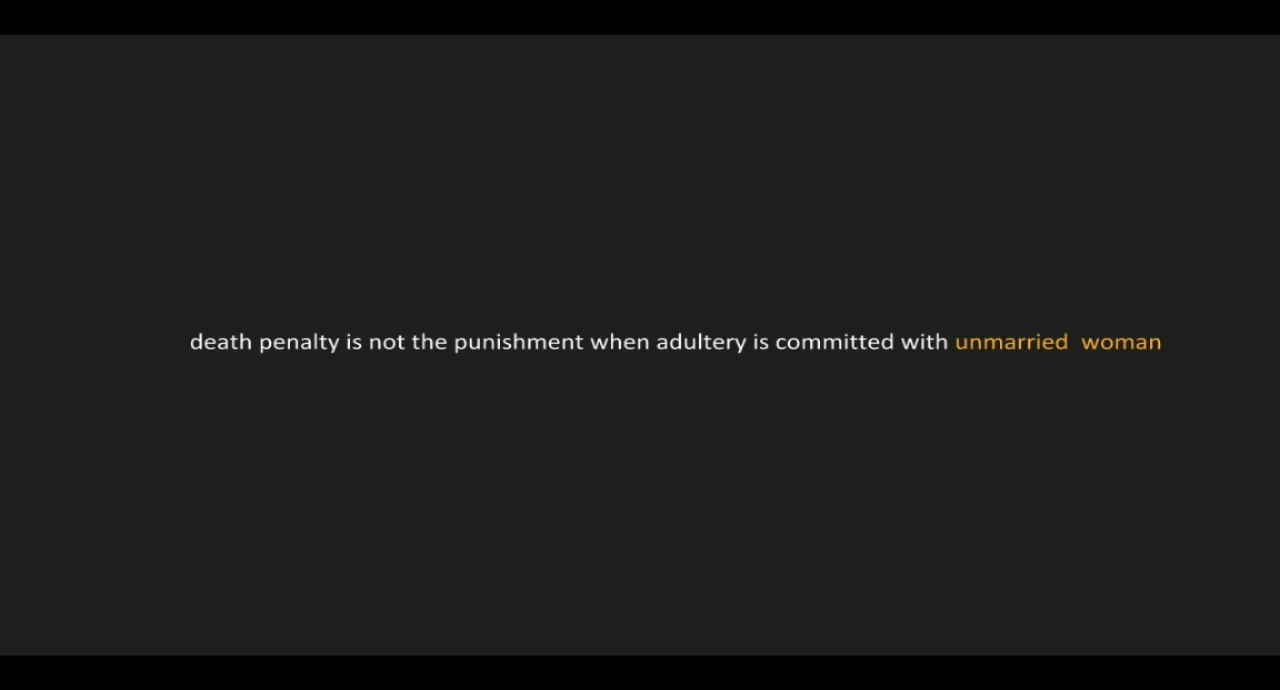 death penalty is not the punishment when adultery is committed with unmarried woman